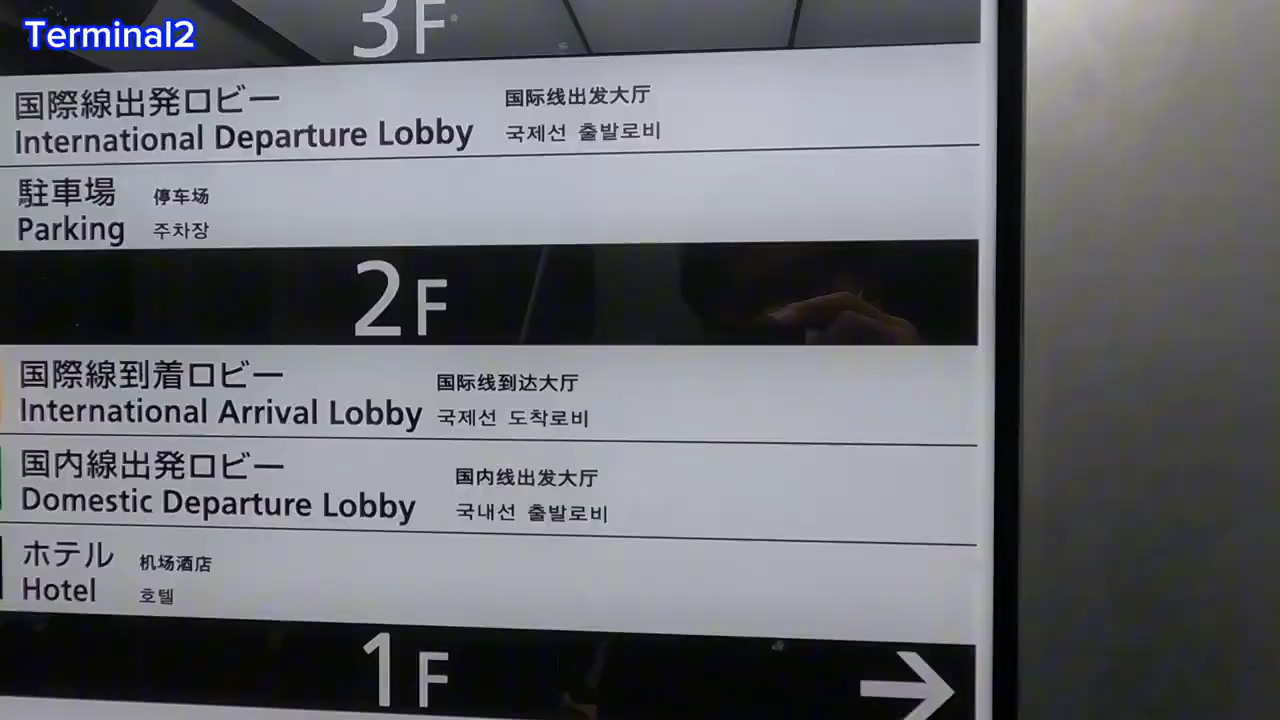 Terminal2
3F
国際線出発ロビー
International Departure Lobby
国际线出发大厅
국제선 출발로비
駐車場
Parking
停车场
주차장
2F
国際線到着ロビー
International Arrival Lobby
国际线到达大厅
국제선 도착로비
国内線出発ロビー
Domestic Departure Lobby
国内线出发大厅
국내선 출발로비
ホテル
Hotel
机场酒店
호텔
1F